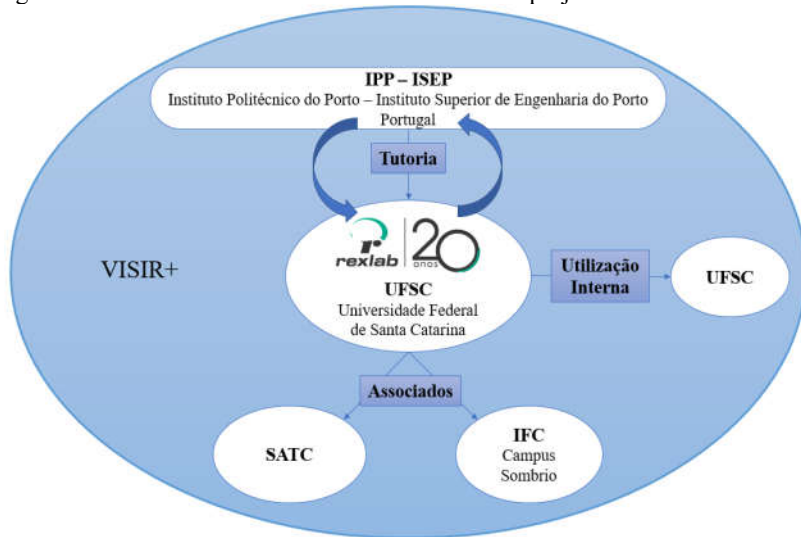 IPP – ISEP
Instituto Politécnico do Porto – Instituto Superior de Engenharia do Porto
Portugal
Tutoria
VISIR+
rexlab
20
anos
UFSC
Universidade Federal
de Santa Catarina
Utilização
Interna
UFSC
Associados
SATC
IFC
Campus
Sombrio